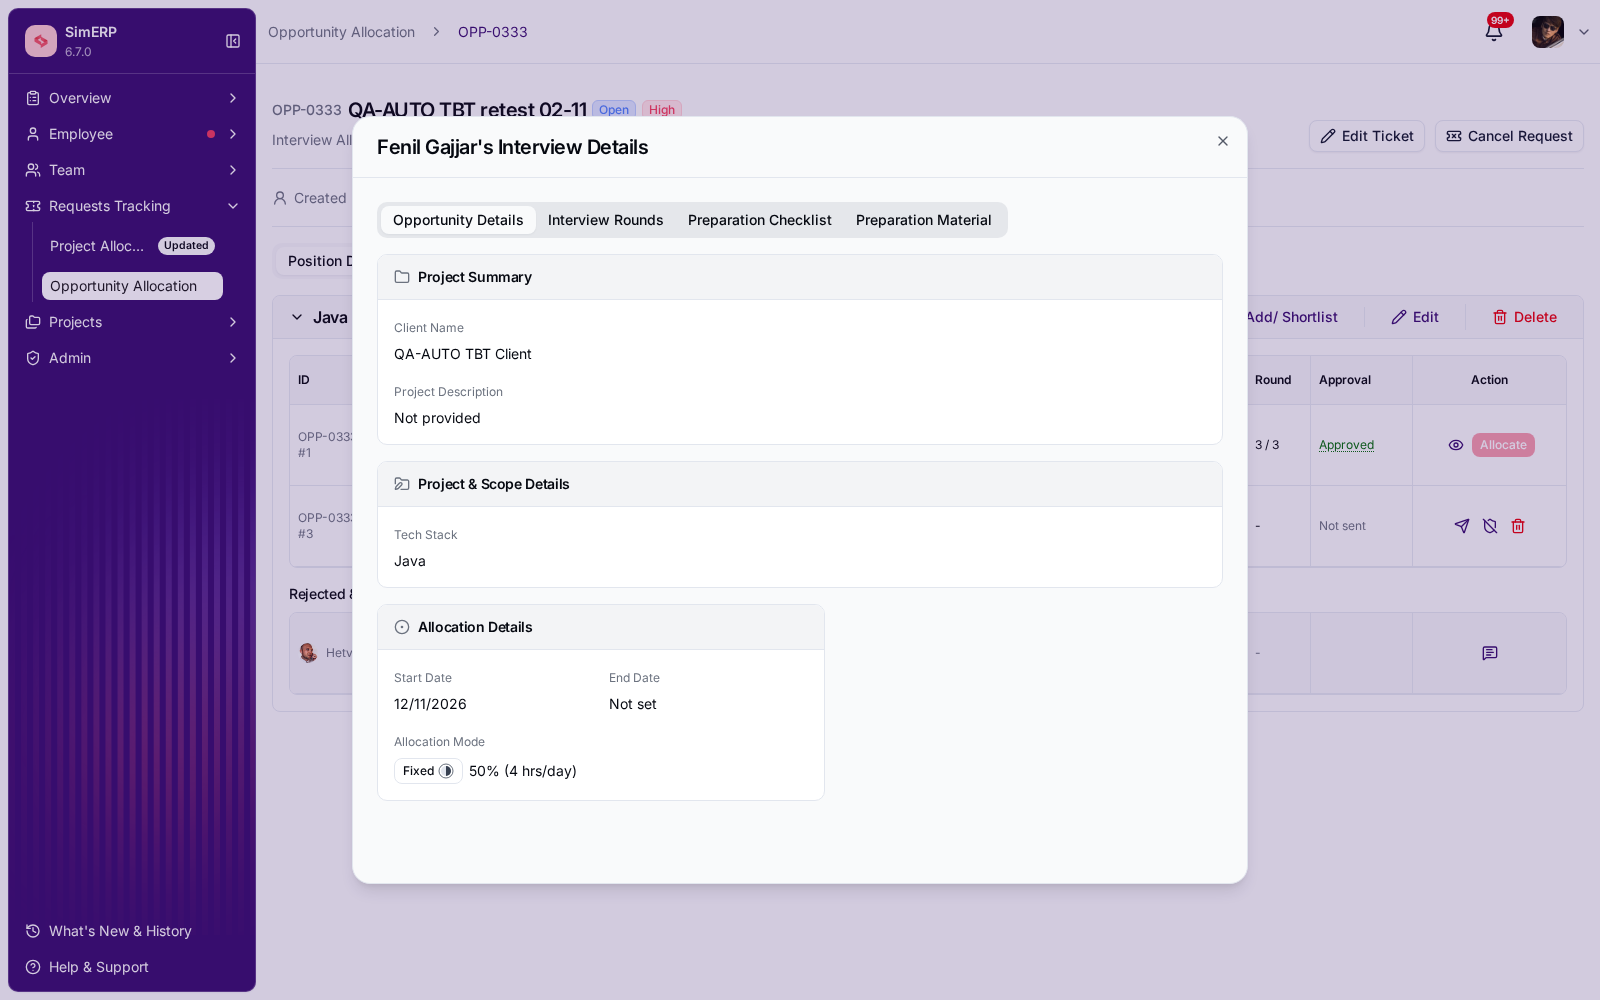 SimERP
6.7.0
Overview
Employee
Team
Requests Tracking
Project Alloc... Updated
Opportunity Allocation
Projects
Admin
What's New & History
Help & Support
Opportunity Allocation OPP-0333
99+
OPP-0333 QA-AUTO TBT retest 02-11 Open High
Interview All
Edit Ticket Cancel Request
Created
Position D
Java
Add/ Shortlist Edit Delete
ID Round Approval Action
OPP-0333
#1
3 / 3 Approved Allocate
OPP-0333
#3
- Not sent
Rejected &
Hetv
-
Fenil Gajjar's Interview Details
Opportunity Details Interview Rounds Preparation Checklist Preparation Material
Project Summary
Client Name
QA-AUTO TBT Client
Project Description
Not provided
Project & Scope Details
Tech Stack
Java
Allocation Details
Start Date End Date
12/11/2026 Not set
Allocation Mode
Fixed 50% (4 hrs/day)